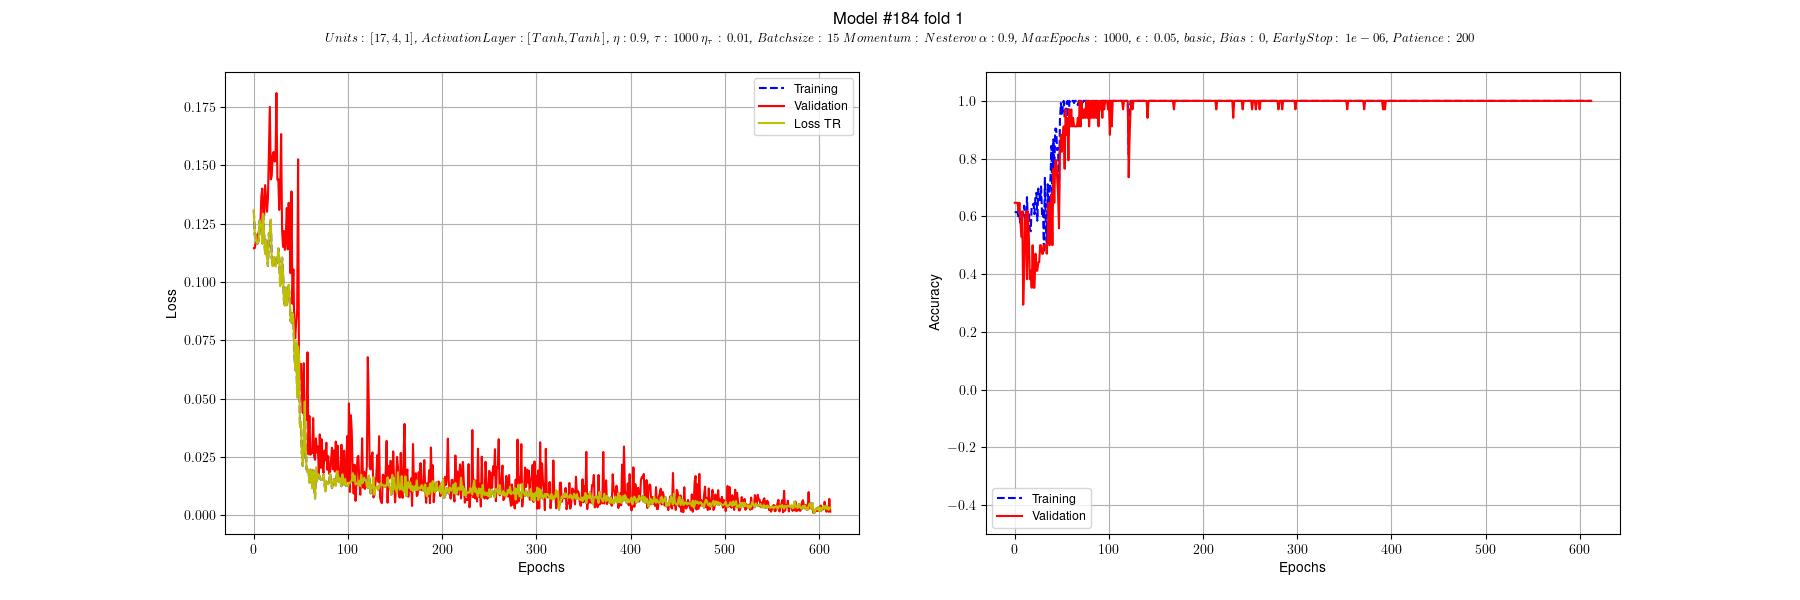 Model #184 fold 1
Units : [17, 4, 1], ActivationLayer : [Tanh, Tanh], η : 0.9, τ : 1000 η_τ : 0.01, Batchsize : 15 Momentum : Nesterov α : 0.9, MaxEpochs : 1000, ϵ : 0.05, basic, Bias : 0, EarlyStop : 1e − 06, Patience : 200
Training
Validation
Loss TR
0.175
0.150
0.125
0.100
0.075
0.050
0.025
0.000
Loss
0 100 200 300 400 500 600
Epochs
1.0
0.8
0.6
0.4
0.2
0.0
−0.2
−0.4
Accuracy
Training
Validation
0 100 200 300 400 500 600
Epochs